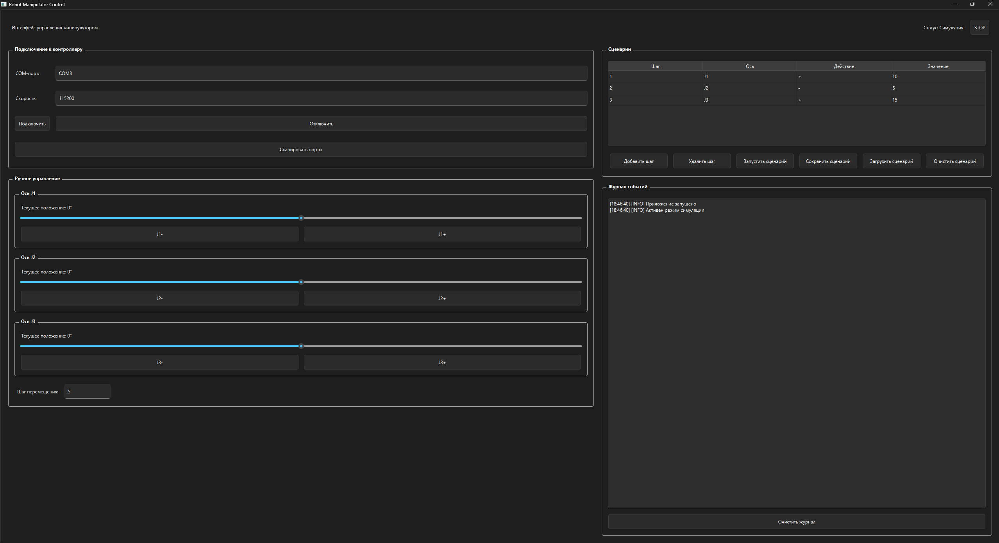 Robot Manipulator Control
Интерфейс управления манипулятором
Статус: Симуляция
STOP
Подключение к контроллеру
COM-порт:
COM3
Скорость:
115200
Подключить
Отключить
Сканировать порты
Ручное управление
Ось J1
Текущее положение: 0°
J1-
J1+
Ось J2
Текущее положение: 0°
J2-
J2+
Ось J3
Текущее положение: 0°
J3-
J3+
Шаг перемещения:
5
Сценарии
Шаг Ось Действие Значение
1 J1 + 10
2 J2 - 5
3 J3 + 15
Добавить шаг
Удалить шаг
Запустить сценарий
Сохранить сценарий
Загрузить сценарий
Очистить сценарий
Журнал событий
[18:46:40] [INFO] Приложение запущено
[18:46:40] [INFO] Активен режим симуляции
Очистить журнал